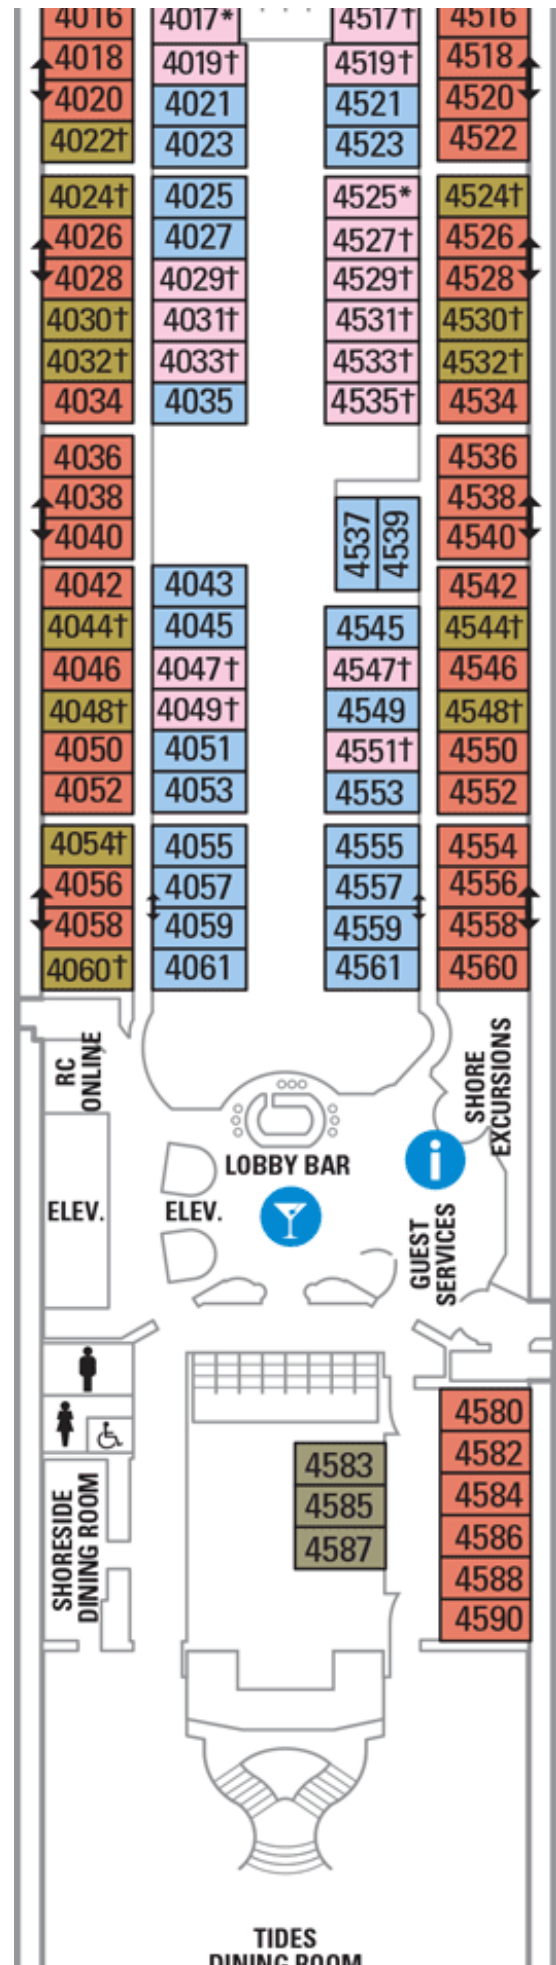 4016 4017* 4517† 4516
4018 4019† 4519† 4518
4020 4021 4521 4520
4022† 4023 4523 4522
4024† 4025 4525* 4524†
4026 4027 4527† 4526
4028 4029† 4529† 4528
4030† 4031† 4531† 4530†
4032† 4033† 4533† 4532†
4034 4035 4535† 4534
4036 4536
4038 4537 4539 4538
4040 4540
4042 4043 4542
4044† 4045 4545 4544†
4046 4047† 4547† 4546
4048† 4049† 4549 4548†
4050 4051 4551† 4550
4052 4053 4553 4552
4054† 4055 4555 4554
4056 4057 4557 4556
4058 4059 4559 4558
4060† 4061 4561 4560
RC
ONLINE
SHORE
EXCURSIONS
LOBBY BAR
i
ELEV. ELEV.
GUEST
SERVICES
4580
4583 4582
4585 4584
4587 4586
4588
4590
SHORESIDE
DINING ROOM
TIDES
DINING ROOM